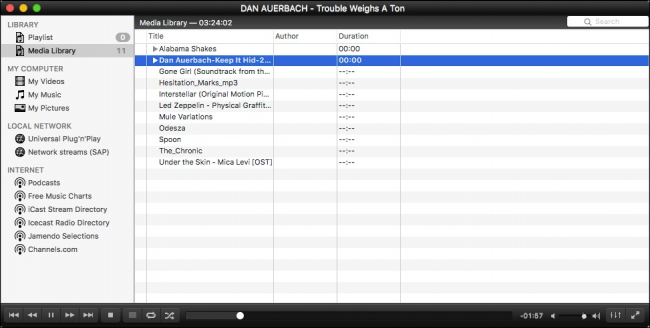 DAN AUERBACH - Trouble Weighs A Ton
LIBRARY
Playlist 0
Media Library 11
MY COMPUTER
My Videos
My Music
My Pictures
LOCAL NETWORK
Universal Plug'n'Play
Network streams (SAP)
INTERNET
Podcasts
Free Music Charts
iCast Stream Directory
Icecast Radio Directory
Jamendo Selections
Channels.com
Media Library — 03:24:02
Search
Title Author Duration
Alabama Shakes 00:00
Dan Auerbach-Keep It Hid-2... 00:00
Gone Girl (Soundtrack from th... --:--
Hesitation_Marks_mp3 --:--
Interstellar (Original Motion Pi... --:--
Led Zeppelin - Physical Graffit... --:--
Mule Variations --:--
Odesza --:--
Spoon --:--
The_Chronic --:--
Under the Skin - Mica Levi [OST] --:--
-01:57